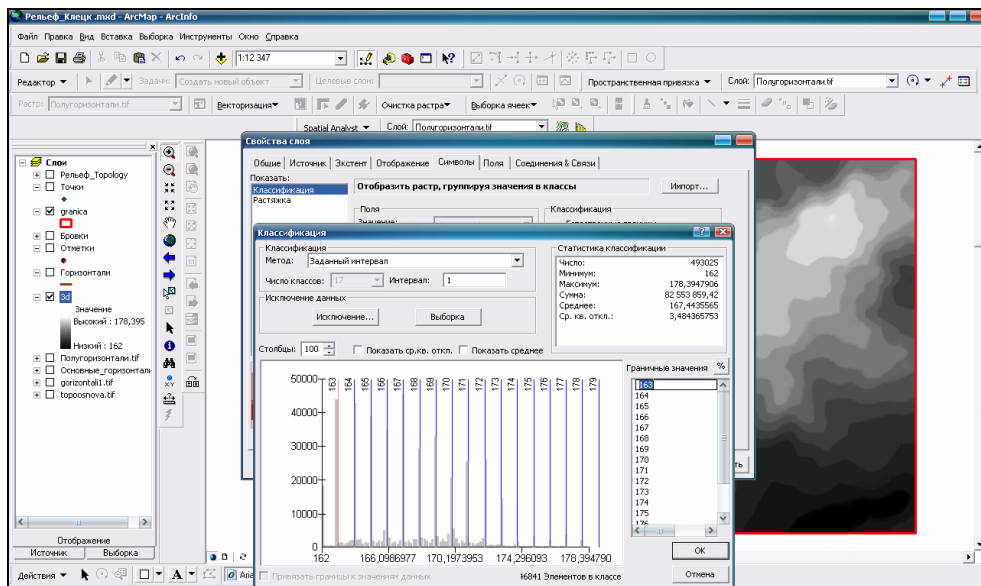 Рельеф_Клецк .mxd - ArcMap - ArcInfo
Файл Правка Вид Вставка Выборка Инструменты Окно Справка
1:12 347
Редактор Задачи: Создать новый объект Целевые слои: Пространственная привязка Слой: Полугоризонтали.tif
Растр: Полугоризонтали.tif Векторизация Очистка растра Выборка ячеек
Spatial Analyst Слой: Полугоризонтали.tif
Слои
Рельеф_Topology
Точки
granica
Бровки
Отметки
Горизонтали
3d
Значение
Высокий : 178,395
Низкий : 162
Полугоризонтали.tif
Основные_горизонтали
gorizontali1.tif
topoosnova.tif
Отображение
Источник Выборка
Действия
Свойства слоя
Общие Источник Экстент Отображение Символы Поля Соединения & Связи
Показать:
Классификация
Растяжка
Отобразить растр, группируя значения в классы
Импорт...
Поля
Классификация
Классификация
Классификация
Метод: Заданный интервал
Число классов: 17 Интервал: 1
Исключение данных
Исключение... Выборка
Статистика классификации
Число: 493025
Минимум: 162
Максимум: 178,3947906
Сумма: 82 553 859,42
Среднее: 167,4435565
Ср. кв. откл.: 3,484365753
Столбцы: 100 Показать ср.кв. откл. Показать среднее
Граничные значения %
163
164
165
166
167
168
169
170
171
172
173
174
175
176
50000
40000
30000
20000
10000
0
163 164 165 166 167 168 169 170 171 172 173 174 175 176 177 178 179
162 166,0986977 170,1973953 174,296093 178,394790
Привязать границы к значениям данных
16841 Элементов в классе
OK
Отмена